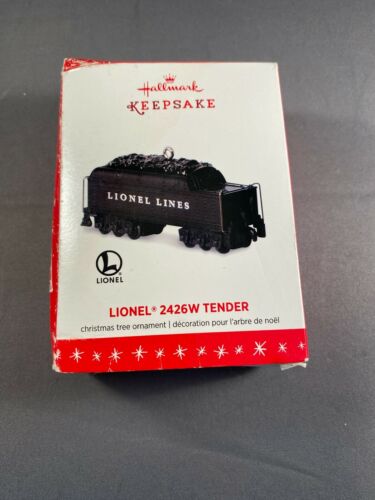 Hallmark
KEEPSAKE
LIONEL LINES
L
LIONEL
LIONEL® 2426W TENDER
christmas tree ornament | décoration pour l'arbre de noël